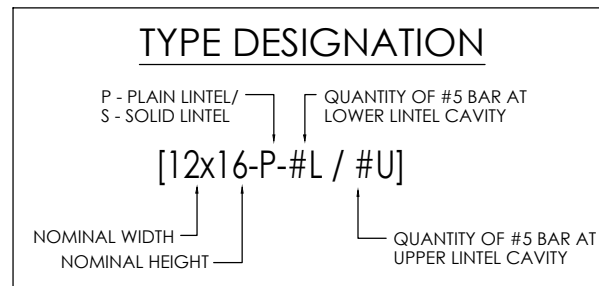 TYPE DESIGNATION
P - PLAIN LINTEL/
S - SOLID LINTEL
QUANTITY OF #5 BAR AT
LOWER LINTEL CAVITY
[12x16-P-#L / #U]
NOMINAL WIDTH
NOMINAL HEIGHT
QUANTITY OF #5 BAR AT
UPPER LINTEL CAVITY